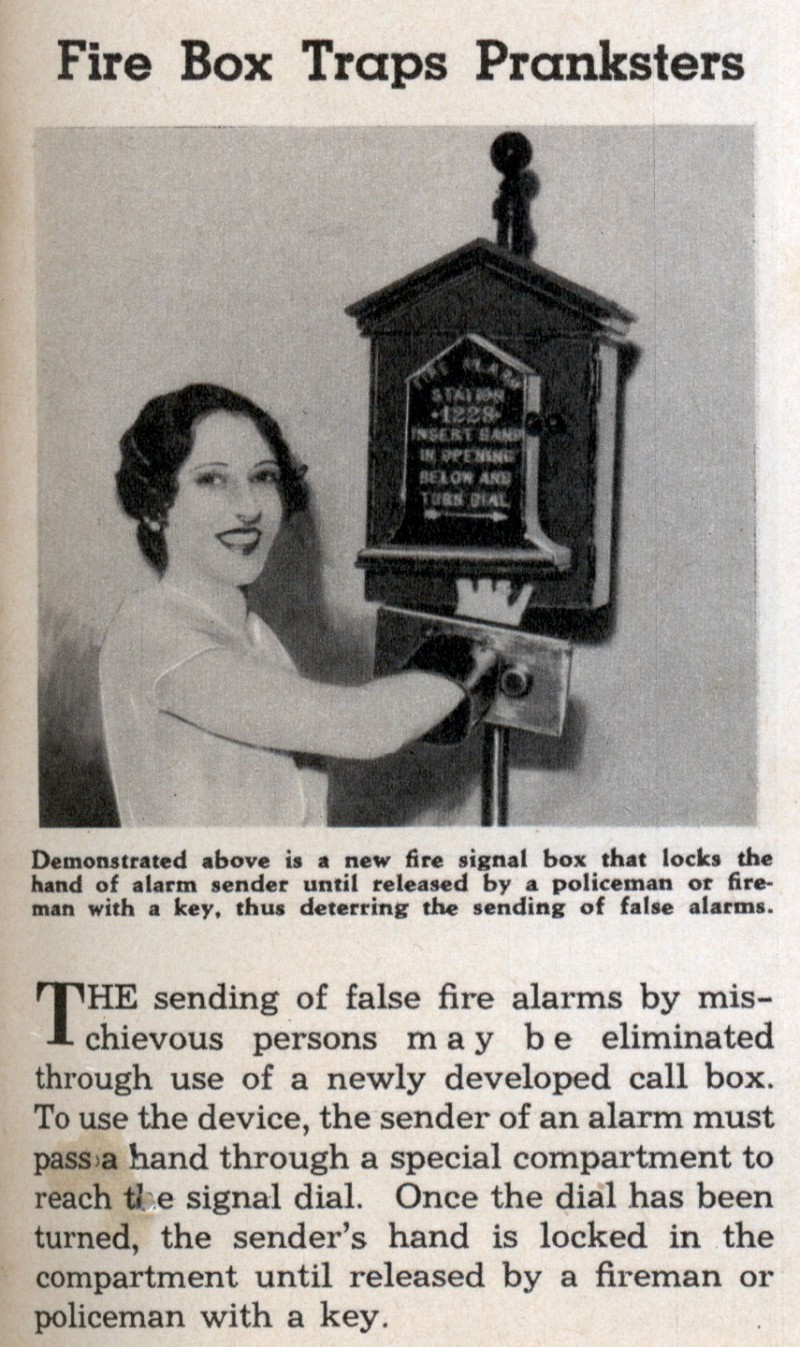 Fire Box Traps Pranksters
FIRE ALARM
STATION
·1228·
INSERT HAND
IN OPENING
BELOW AND
TURN DIAL
Demonstrated above is a new fire signal box that locks the
hand of alarm sender until released by a policeman or fire-
man with a key, thus deterring the sending of false alarms.
THE sending of false fire alarms by mis-
chievous persons may be eliminated
through use of a newly developed call box.
To use the device, the sender of an alarm must
pass a hand through a special compartment to
reach the signal dial. Once the dial has been
turned, the sender's hand is locked in the
compartment until released by a fireman or
policeman with a key.